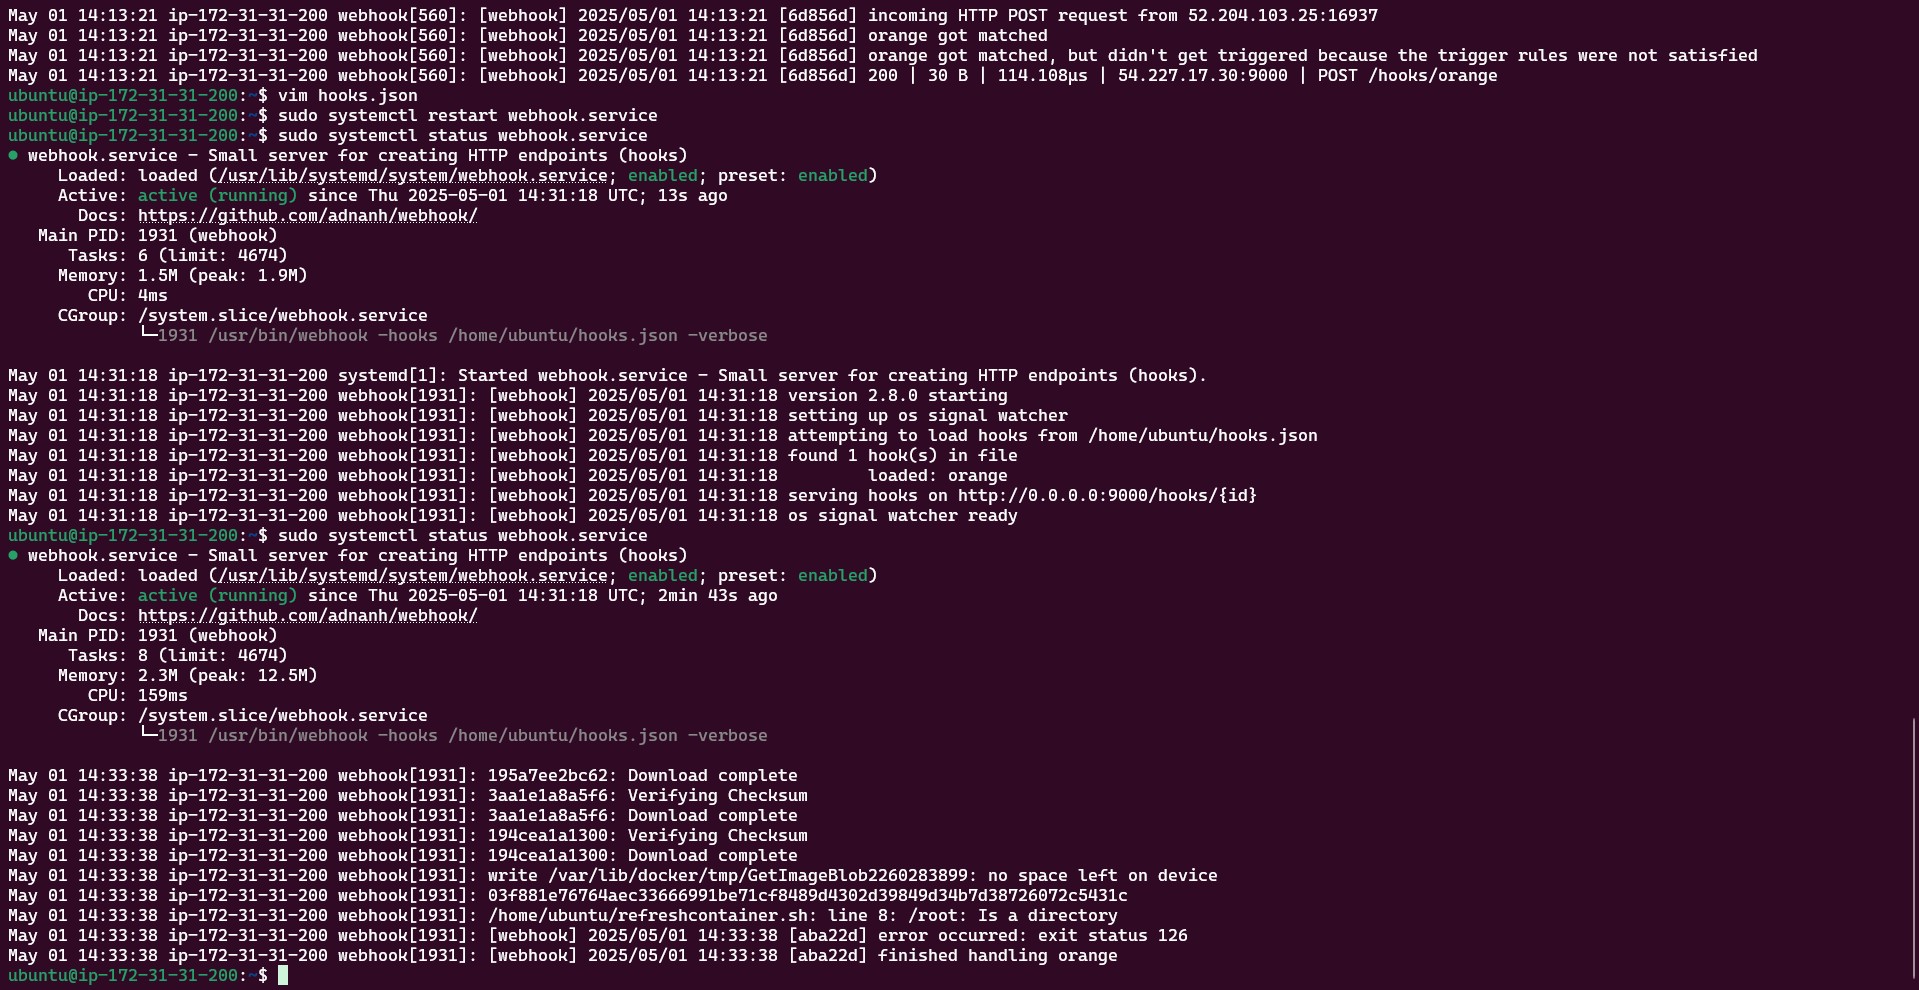 May 01 14:13:21 ip-172-31-31-200 webhook[560]: [webhook] 2025/05/01 14:13:21 [6d856d] incoming HTTP POST request from 52.204.103.25:16937
May 01 14:13:21 ip-172-31-31-200 webhook[560]: [webhook] 2025/05/01 14:13:21 [6d856d] orange got matched
May 01 14:13:21 ip-172-31-31-200 webhook[560]: [webhook] 2025/05/01 14:13:21 [6d856d] orange got matched, but didn't get triggered because the trigger rules were not satisfied
May 01 14:13:21 ip-172-31-31-200 webhook[560]: [webhook] 2025/05/01 14:13:21 [6d856d] 200 | 30 B | 114.108µs | 54.227.17.30:9000 | POST /hooks/orange
ubuntu@ip-172-31-31-200:~$ vim hooks.json
ubuntu@ip-172-31-31-200:~$ sudo systemctl restart webhook.service
ubuntu@ip-172-31-31-200:~$ sudo systemctl status webhook.service
● webhook.service - Small server for creating HTTP endpoints (hooks)
     Loaded: loaded (/usr/lib/systemd/system/webhook.service; enabled; preset: enabled)
     Active: active (running) since Thu 2025-05-01 14:31:18 UTC; 13s ago
       Docs: https://github.com/adnanh/webhook/
   Main PID: 1931 (webhook)
      Tasks: 6 (limit: 4674)
     Memory: 1.5M (peak: 1.9M)
        CPU: 4ms
     CGroup: /system.slice/webhook.service
             └─1931 /usr/bin/webhook -hooks /home/ubuntu/hooks.json -verbose
May 01 14:31:18 ip-172-31-31-200 systemd[1]: Started webhook.service - Small server for creating HTTP endpoints (hooks).
May 01 14:31:18 ip-172-31-31-200 webhook[1931]: [webhook] 2025/05/01 14:31:18 version 2.8.0 starting
May 01 14:31:18 ip-172-31-31-200 webhook[1931]: [webhook] 2025/05/01 14:31:18 setting up os signal watcher
May 01 14:31:18 ip-172-31-31-200 webhook[1931]: [webhook] 2025/05/01 14:31:18 attempting to load hooks from /home/ubuntu/hooks.json
May 01 14:31:18 ip-172-31-31-200 webhook[1931]: [webhook] 2025/05/01 14:31:18 found 1 hook(s) in file
May 01 14:31:18 ip-172-31-31-200 webhook[1931]: [webhook] 2025/05/01 14:31:18         loaded: orange
May 01 14:31:18 ip-172-31-31-200 webhook[1931]: [webhook] 2025/05/01 14:31:18 serving hooks on http://0.0.0.0:9000/hooks/{id}
May 01 14:31:18 ip-172-31-31-200 webhook[1931]: [webhook] 2025/05/01 14:31:18 os signal watcher ready
ubuntu@ip-172-31-31-200:~$ sudo systemctl status webhook.service
● webhook.service - Small server for creating HTTP endpoints (hooks)
     Loaded: loaded (/usr/lib/systemd/system/webhook.service; enabled; preset: enabled)
     Active: active (running) since Thu 2025-05-01 14:31:18 UTC; 2min 43s ago
       Docs: https://github.com/adnanh/webhook/
   Main PID: 1931 (webhook)
      Tasks: 8 (limit: 4674)
     Memory: 2.3M (peak: 12.5M)
        CPU: 159ms
     CGroup: /system.slice/webhook.service
             └─1931 /usr/bin/webhook -hooks /home/ubuntu/hooks.json -verbose
May 01 14:33:38 ip-172-31-31-200 webhook[1931]: 195a7ee2bc62: Download complete
May 01 14:33:38 ip-172-31-31-200 webhook[1931]: 3aa1e1a8a5f6: Verifying Checksum
May 01 14:33:38 ip-172-31-31-200 webhook[1931]: 3aa1e1a8a5f6: Download complete
May 01 14:33:38 ip-172-31-31-200 webhook[1931]: 194cea1a1300: Verifying Checksum
May 01 14:33:38 ip-172-31-31-200 webhook[1931]: 194cea1a1300: Download complete
May 01 14:33:38 ip-172-31-31-200 webhook[1931]: write /var/lib/docker/tmp/GetImageBlob2260283899: no space left on device
May 01 14:33:38 ip-172-31-31-200 webhook[1931]: 03f881e76764aec33666991be71cf8489d4302d39849d34b7d38726072c5431c
May 01 14:33:38 ip-172-31-31-200 webhook[1931]: /home/ubuntu/refreshcontainer.sh: line 8: /root: Is a directory
May 01 14:33:38 ip-172-31-31-200 webhook[1931]: [webhook] 2025/05/01 14:33:38 [aba22d] error occurred: exit status 126
May 01 14:33:38 ip-172-31-31-200 webhook[1931]: [webhook] 2025/05/01 14:33:38 [aba22d] finished handling orange
ubuntu@ip-172-31-31-200:~$